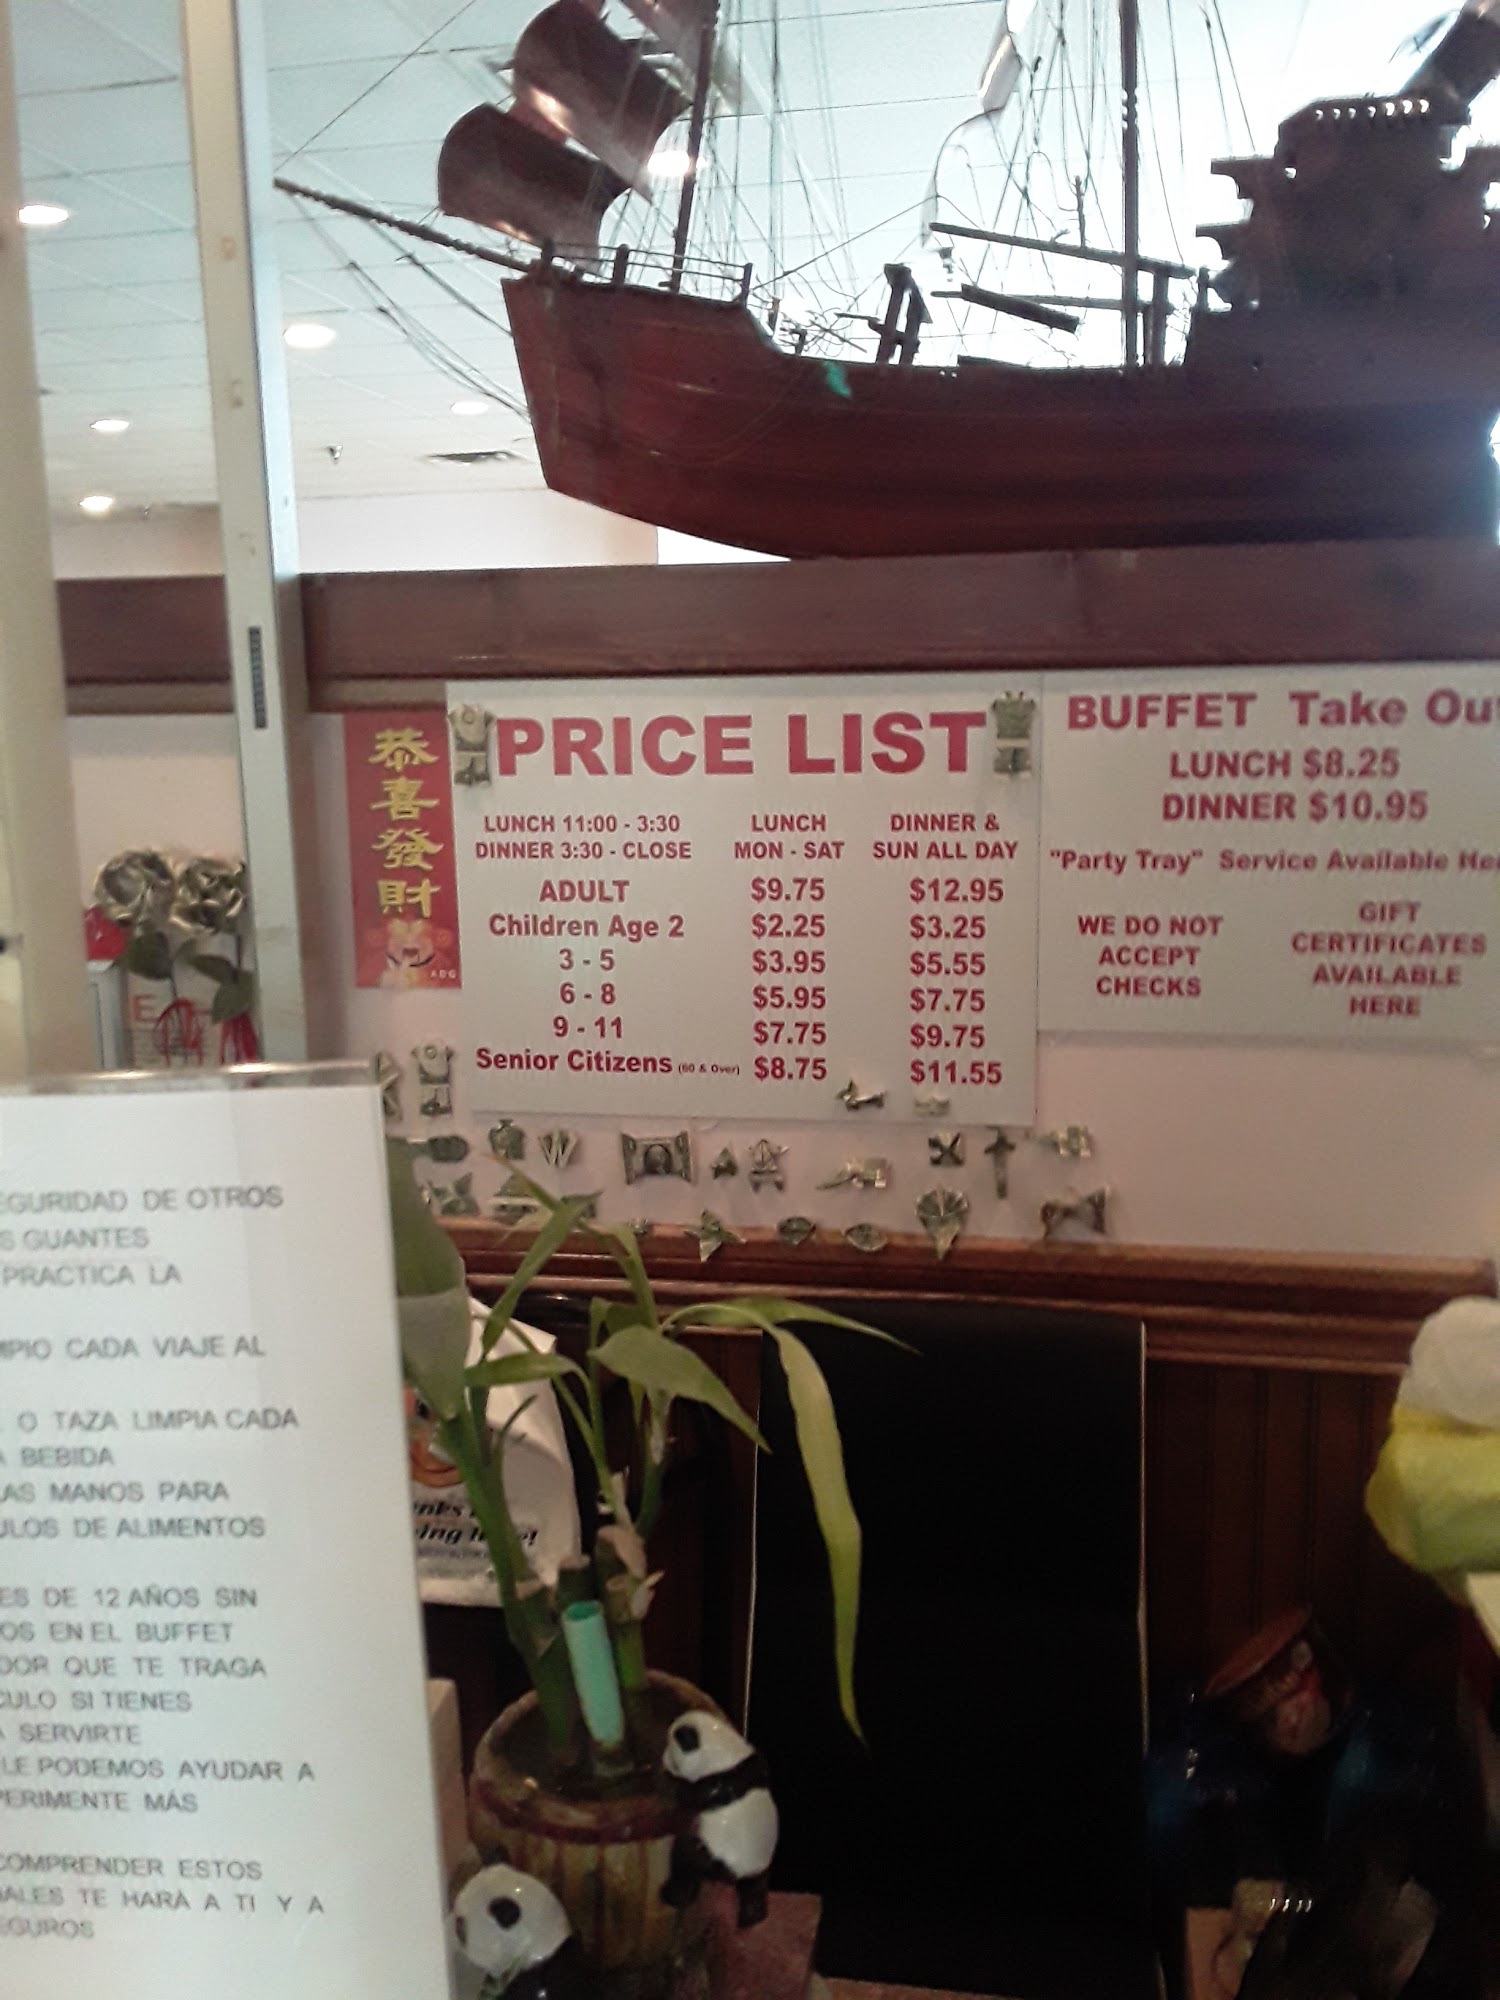 恭喜發財
ADG
PRICE LIST
LUNCH 11:00 - 3:30 LUNCH DINNER &
DINNER 3:30 - CLOSE MON - SAT SUN ALL DAY
ADULT $9.75 $12.95
Children Age 2 $2.25 $3.25
3 - 5 $3.95 $5.55
6 - 8 $5.95 $7.75
9 - 11 $7.75 $9.75
Senior Citizens (60 & Over) $8.75 $11.55
BUFFET Take Out
LUNCH $8.25
DINNER $10.95
"Party Tray" Service Available
WE DO NOT
ACCEPT
CHECKS
GIFT
CERTIFICATES
AVAILABLE
HERE
E
EGURIDAD DE OTROS
S GUANTES
PRACTICA LA
MPIO CADA VIAJE AL
O TAZA LIMPIA CADA
A BEBIDA
LAS MANOS PARA
ULOS DE ALIMENTOS
ES DE 12 AÑOS SIN
OS EN EL BUFFET
DOR QUE TE TRAGA
CULO SI TIENES
A SERVIRTE
LE PODEMOS AYUDAR A
PERIMENTE MÁS
COMPRENDER ESTOS
ALES TE HARÀ A TI Y A
EGUROS